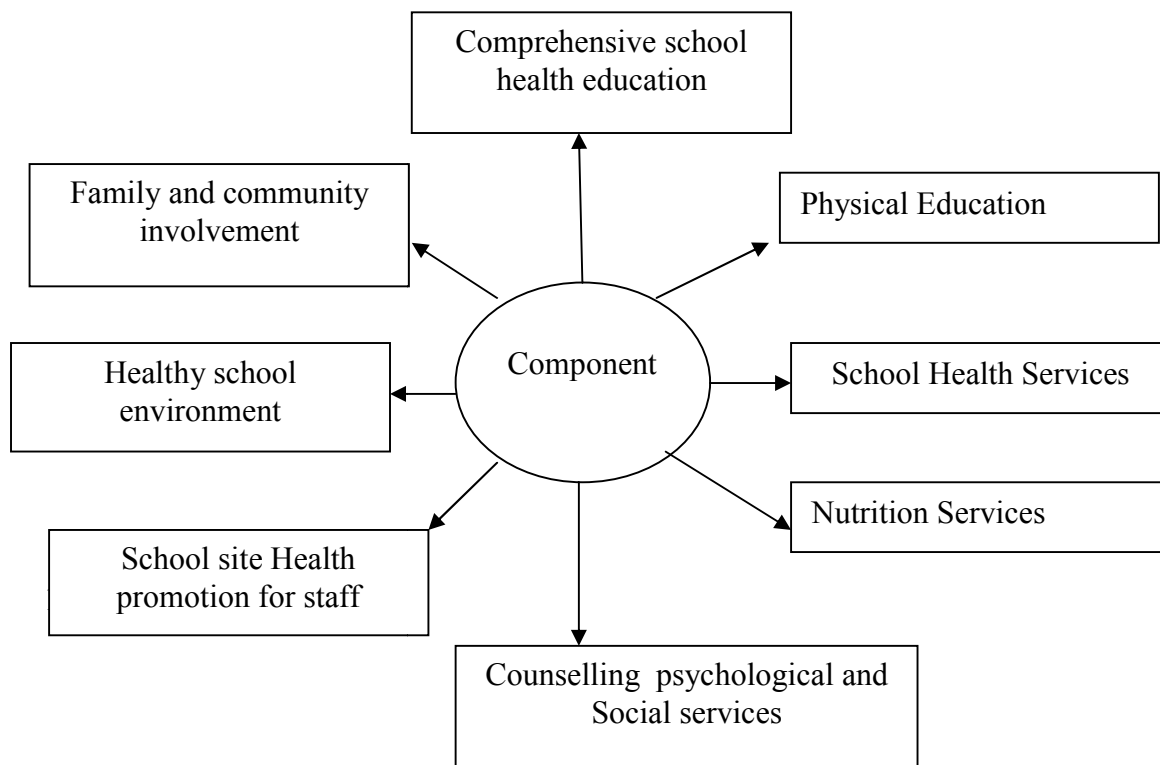 Comprehensive school
health education
Family and community
involvement
Physical Education
Component
Healthy school
environment
School Health Services
Nutrition Services
School site Health
promotion for staff
Counselling psychological and
Social services